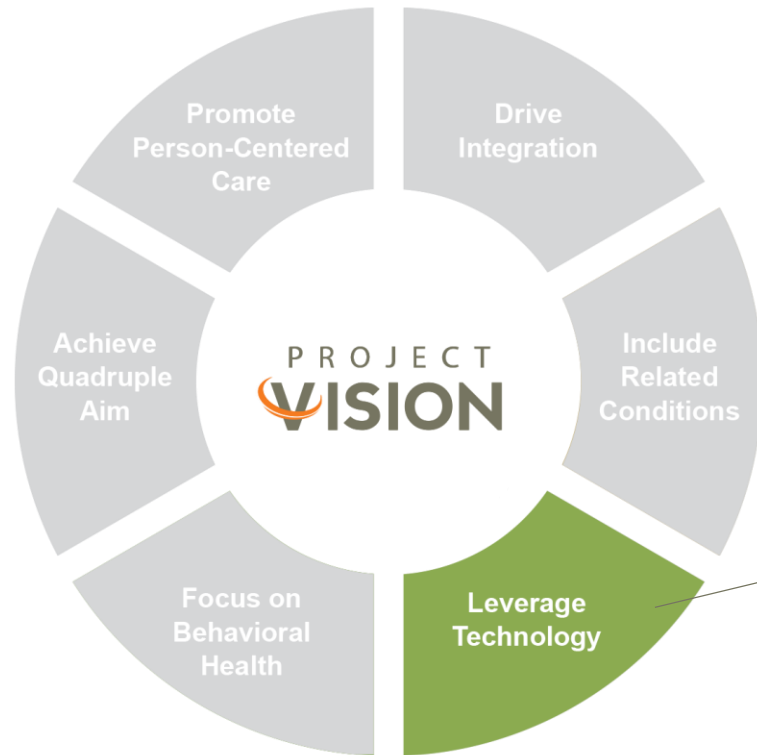 Promote
Person-Centered
Care
Drive
Integration
Achieve
Quadruple
Aim
PROJECT
VISION
Include
Related
Conditions
Focus on
Behavioral
Health
Leverage
Technology